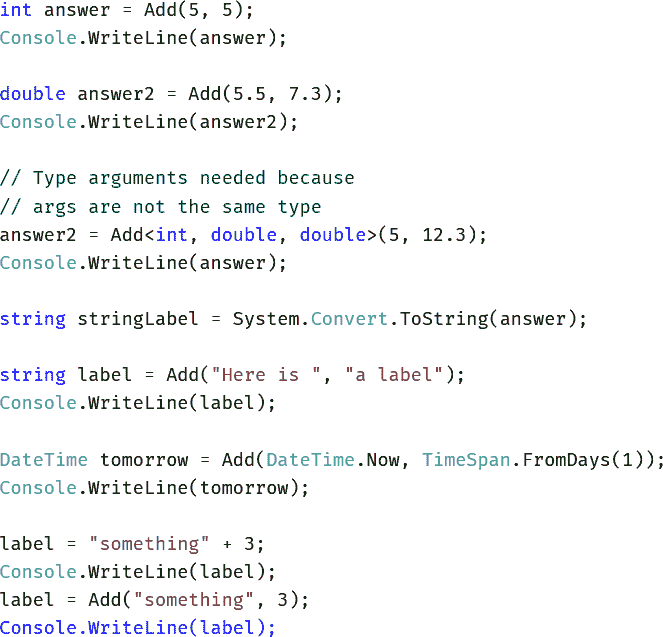 int answer = Add(5, 5);
Console.WriteLine(answer);
double answer2 = Add(5.5, 7.3);
Console.WriteLine(answer2);
// Type arguments needed because
// args are not the same type
answer2 = Add<int, double, double>(5, 12.3);
Console.WriteLine(answer);
string stringLabel = System.Convert.ToString(answer);
string label = Add("Here is ", "a label");
Console.WriteLine(label);
DateTime tomorrow = Add(DateTime.Now, TimeSpan.FromDays(1));
Console.WriteLine(tomorrow);
label = "something" + 3;
Console.WriteLine(label);
label = Add("something", 3);
Console.WriteLine(label);